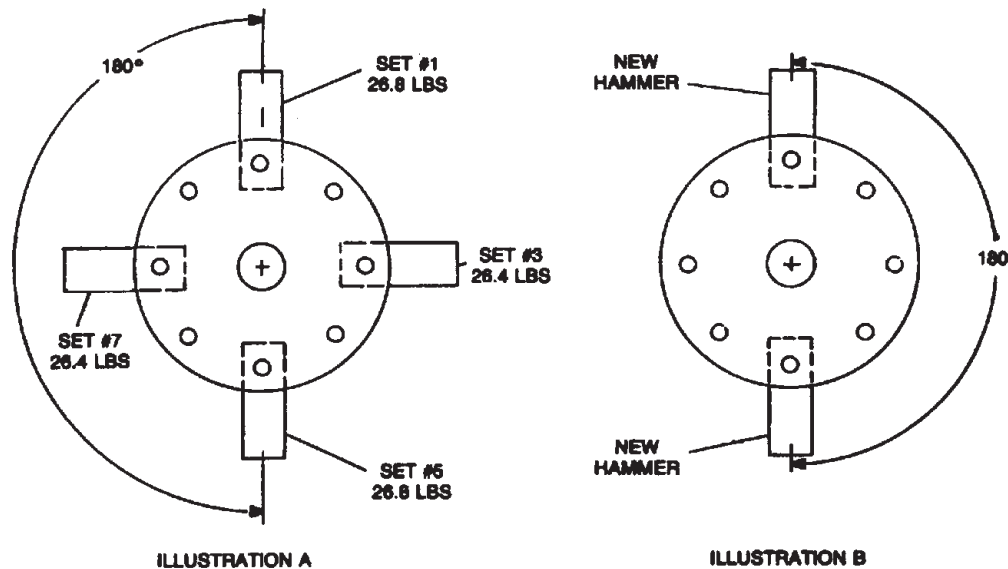 180°
SET #1
26.8 LBS
SET #3
26.4 LBS
SET #7
26.4 LBS
SET #5
26.8 LBS
ILLUSTRATION A
NEW
HAMMER
180
NEW
HAMMER
ILLUSTRATION B